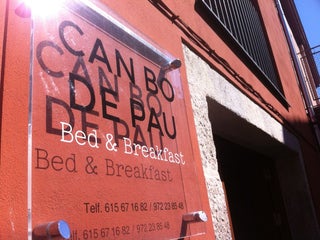 CAN BO
DE PAU
Bed & Breakfast
Telf. 615 67 16 82 / 972 23 85 48